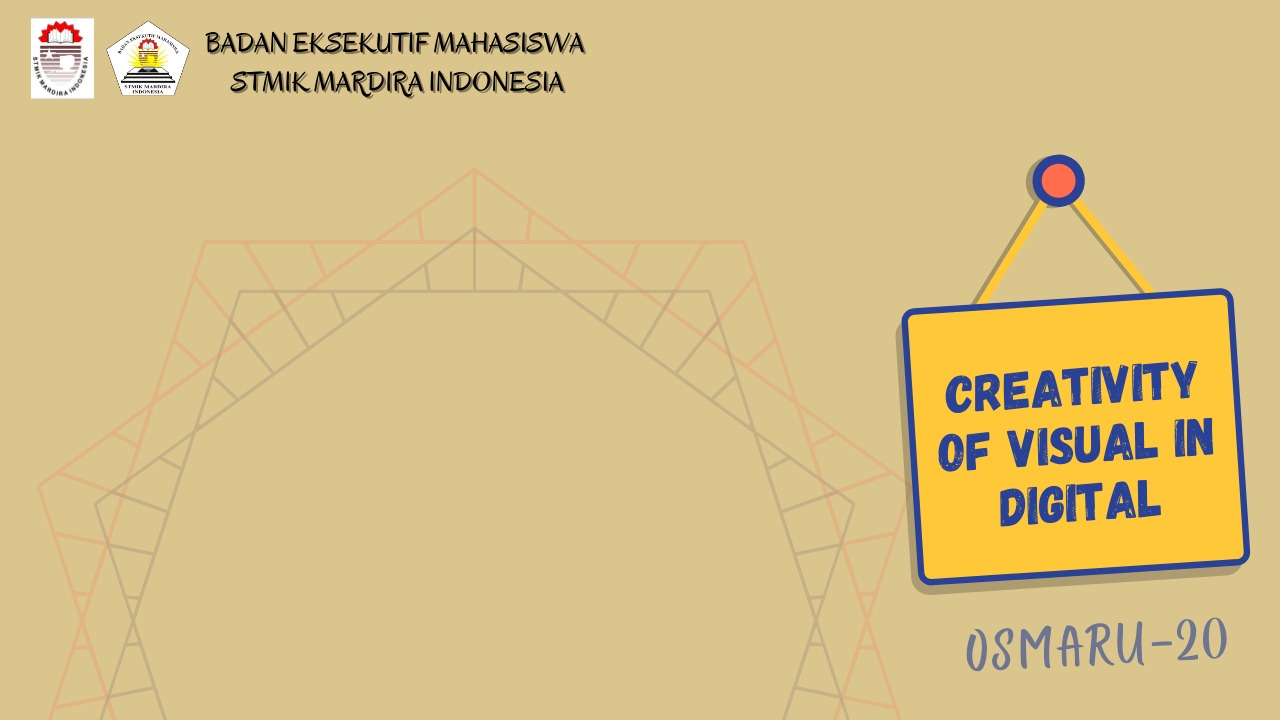 BADAN EKSEKUTIF MAHASISWA
STMIK MARDIRA INDONESIA
STMIK MARDIRA INDONESIA
BADAN EKSEKUTIF MAHASISWA
STMIK MARDIRA
INDONESIA
CREATIVITY
OF VISUAL IN
DIGITAL
OSMARU-20